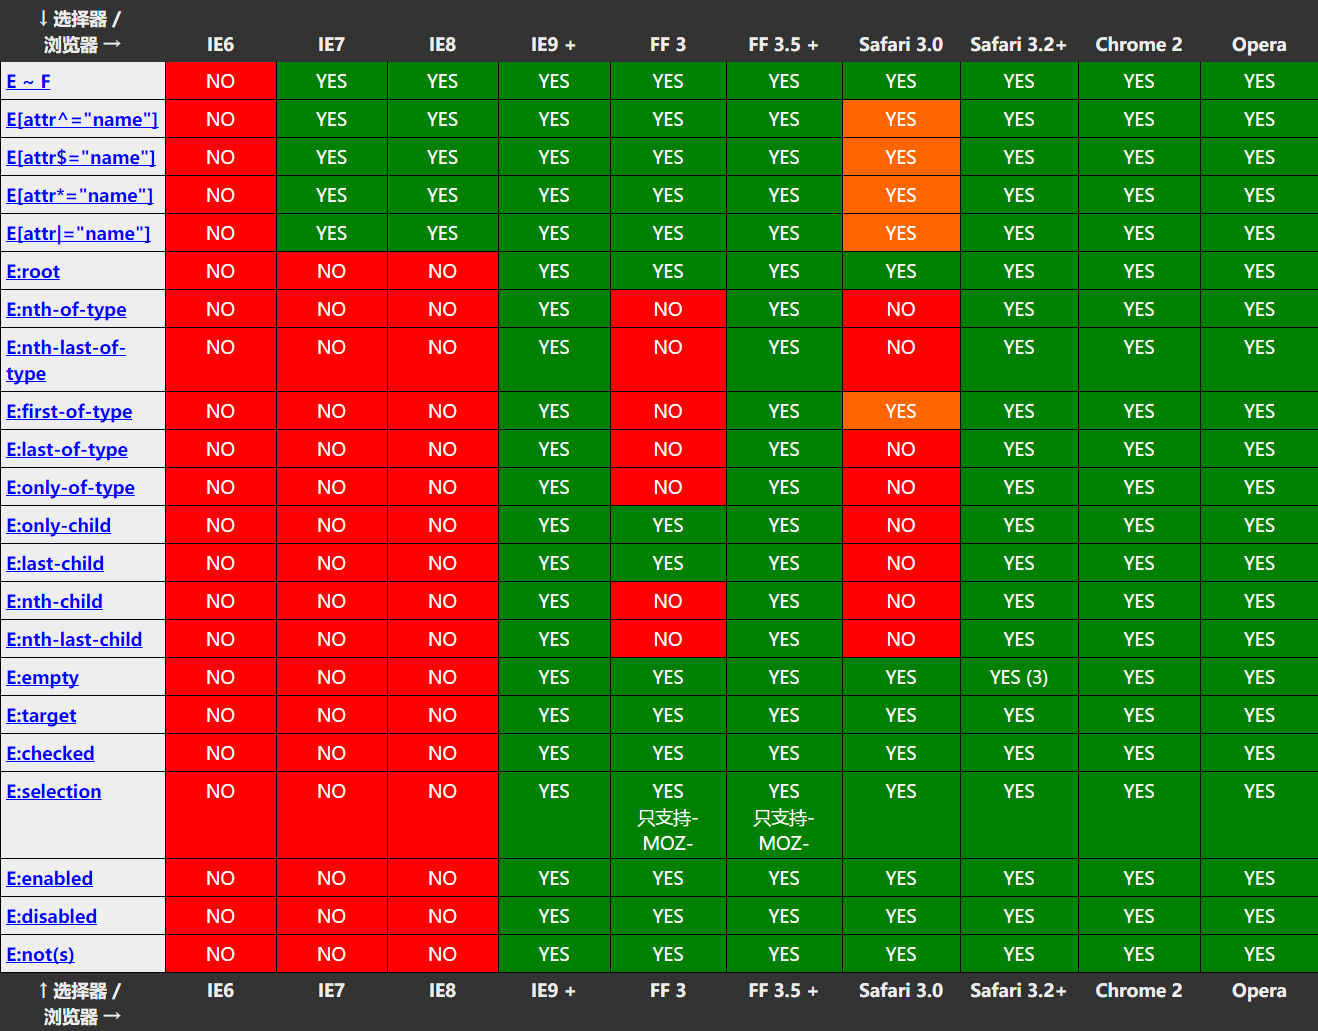 ↓选择器 /
浏览器 → IE6 IE7 IE8 IE9 + FF 3 FF 3.5 + Safari 3.0 Safari 3.2+ Chrome 2 Opera
E ~ F NO YES YES YES YES YES YES YES YES YES
E[attr^="name"] NO YES YES YES YES YES YES YES YES YES
E[attr$="name"] NO YES YES YES YES YES YES YES YES YES
E[attr*="name"] NO YES YES YES YES YES YES YES YES YES
E[attr|="name"] NO YES YES YES YES YES YES YES YES YES
E:root NO NO NO YES YES YES YES YES YES YES
E:nth-of-type NO NO NO YES NO YES NO YES YES YES
E:nth-last-of- NO NO NO YES NO YES NO YES YES YES
type
E:first-of-type NO NO NO YES NO YES YES YES YES YES
E:last-of-type NO NO NO YES NO YES NO YES YES YES
E:only-of-type NO NO NO YES NO YES NO YES YES YES
E:only-child NO NO NO YES YES YES NO YES YES YES
E:last-child NO NO NO YES YES YES NO YES YES YES
E:nth-child NO NO NO YES NO YES NO YES YES YES
E:nth-last-child NO NO NO YES NO YES NO YES YES YES
E:empty NO NO NO YES YES YES YES YES (3) YES YES
E:target NO NO NO YES YES YES YES YES YES YES
E:checked NO NO NO YES YES YES YES YES YES YES
E:selection NO NO NO YES YES YES YES YES YES YES
只支持- 只支持-
MOZ- MOZ-
E:enabled NO NO NO YES YES YES YES YES YES YES
E:disabled NO NO NO YES YES YES YES YES YES YES
E:not(s) NO NO NO YES YES YES YES YES YES YES
↑选择器 / IE6 IE7 IE8 IE9 + FF 3 FF 3.5 + Safari 3.0 Safari 3.2+ Chrome 2 Opera
浏览器 →